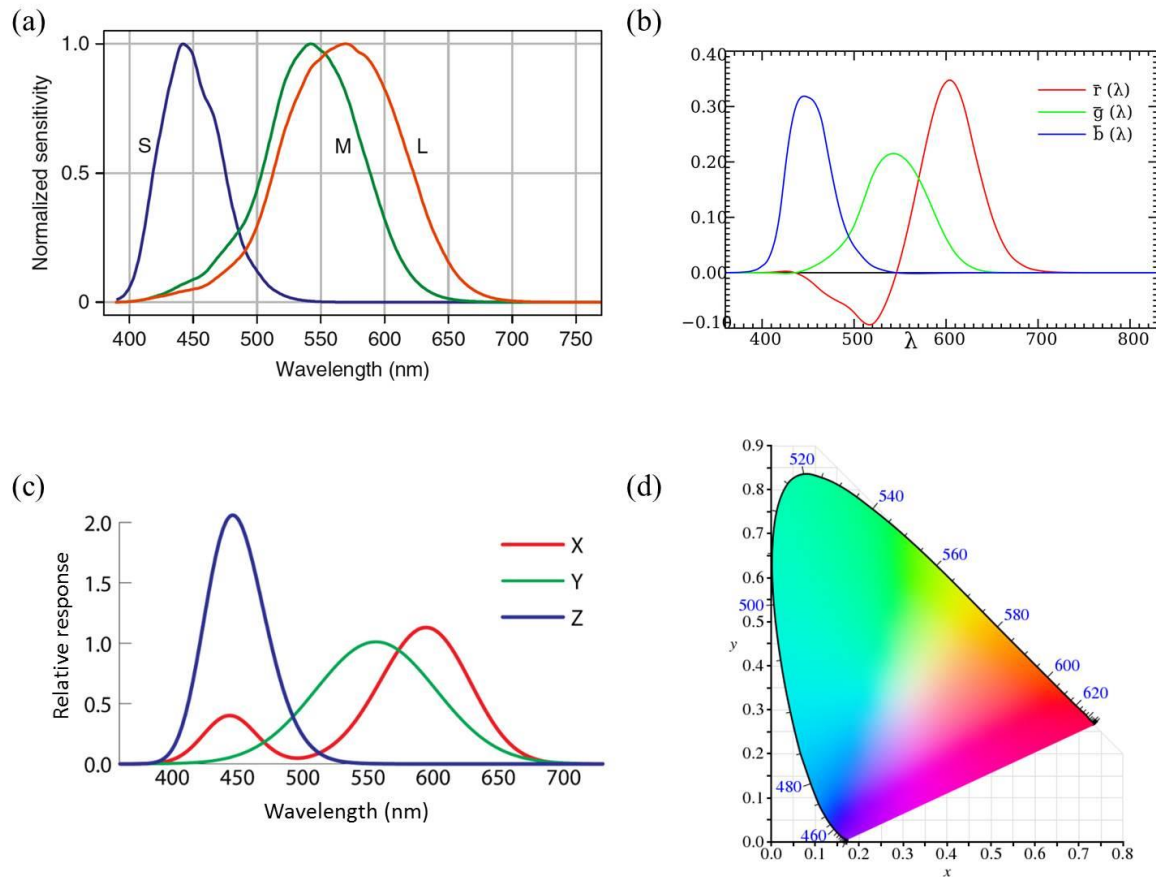 (a)
1.0
0.5
0
Normalized sensitivity
S
M
L
400 450 500 550 600 650 700 750
Wavelength (nm)
(b)
0.40
0.30
0.20
0.10
0.00
−0.10
r̄ (λ)
ḡ (λ)
b̄ (λ)
400 500 600 700 800
λ
(c)
2.0
1.5
1.0
0.5
0.0
Relative response
X
Y
Z
400 450 500 550 600 650 700
Wavelength (nm)
(d)
0.9
0.8
0.7
0.6
0.5
0.4
0.3
0.2
0.1
0.0
y
520
540
560
500
580
600
620
480
460
0.0 0.1 0.2 0.3 0.4 0.5 0.6 0.7 0.8
x